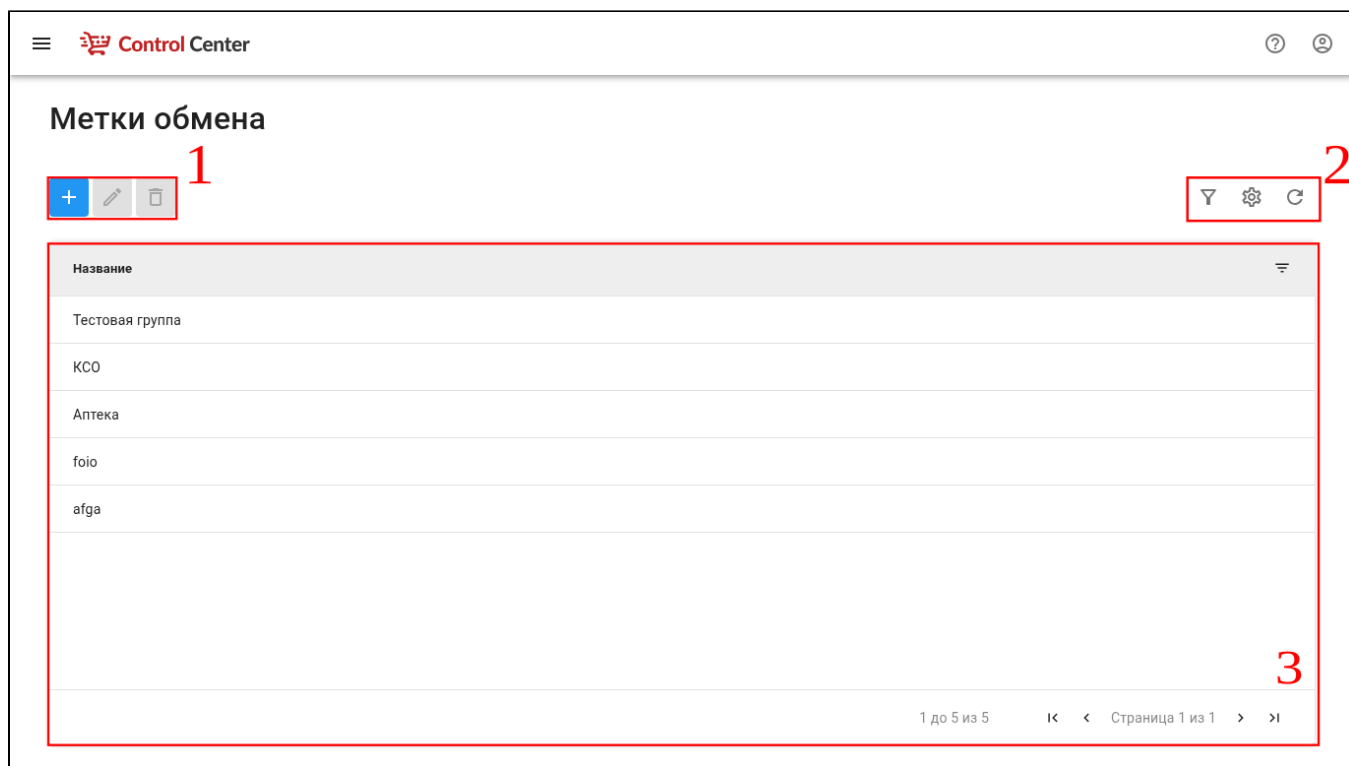 Control Center
Метки обмена
1
2
Название
Тестовая группа
КСО
Аптека
foio
afga
3
1 до 5 из 5 Страница 1 из 1